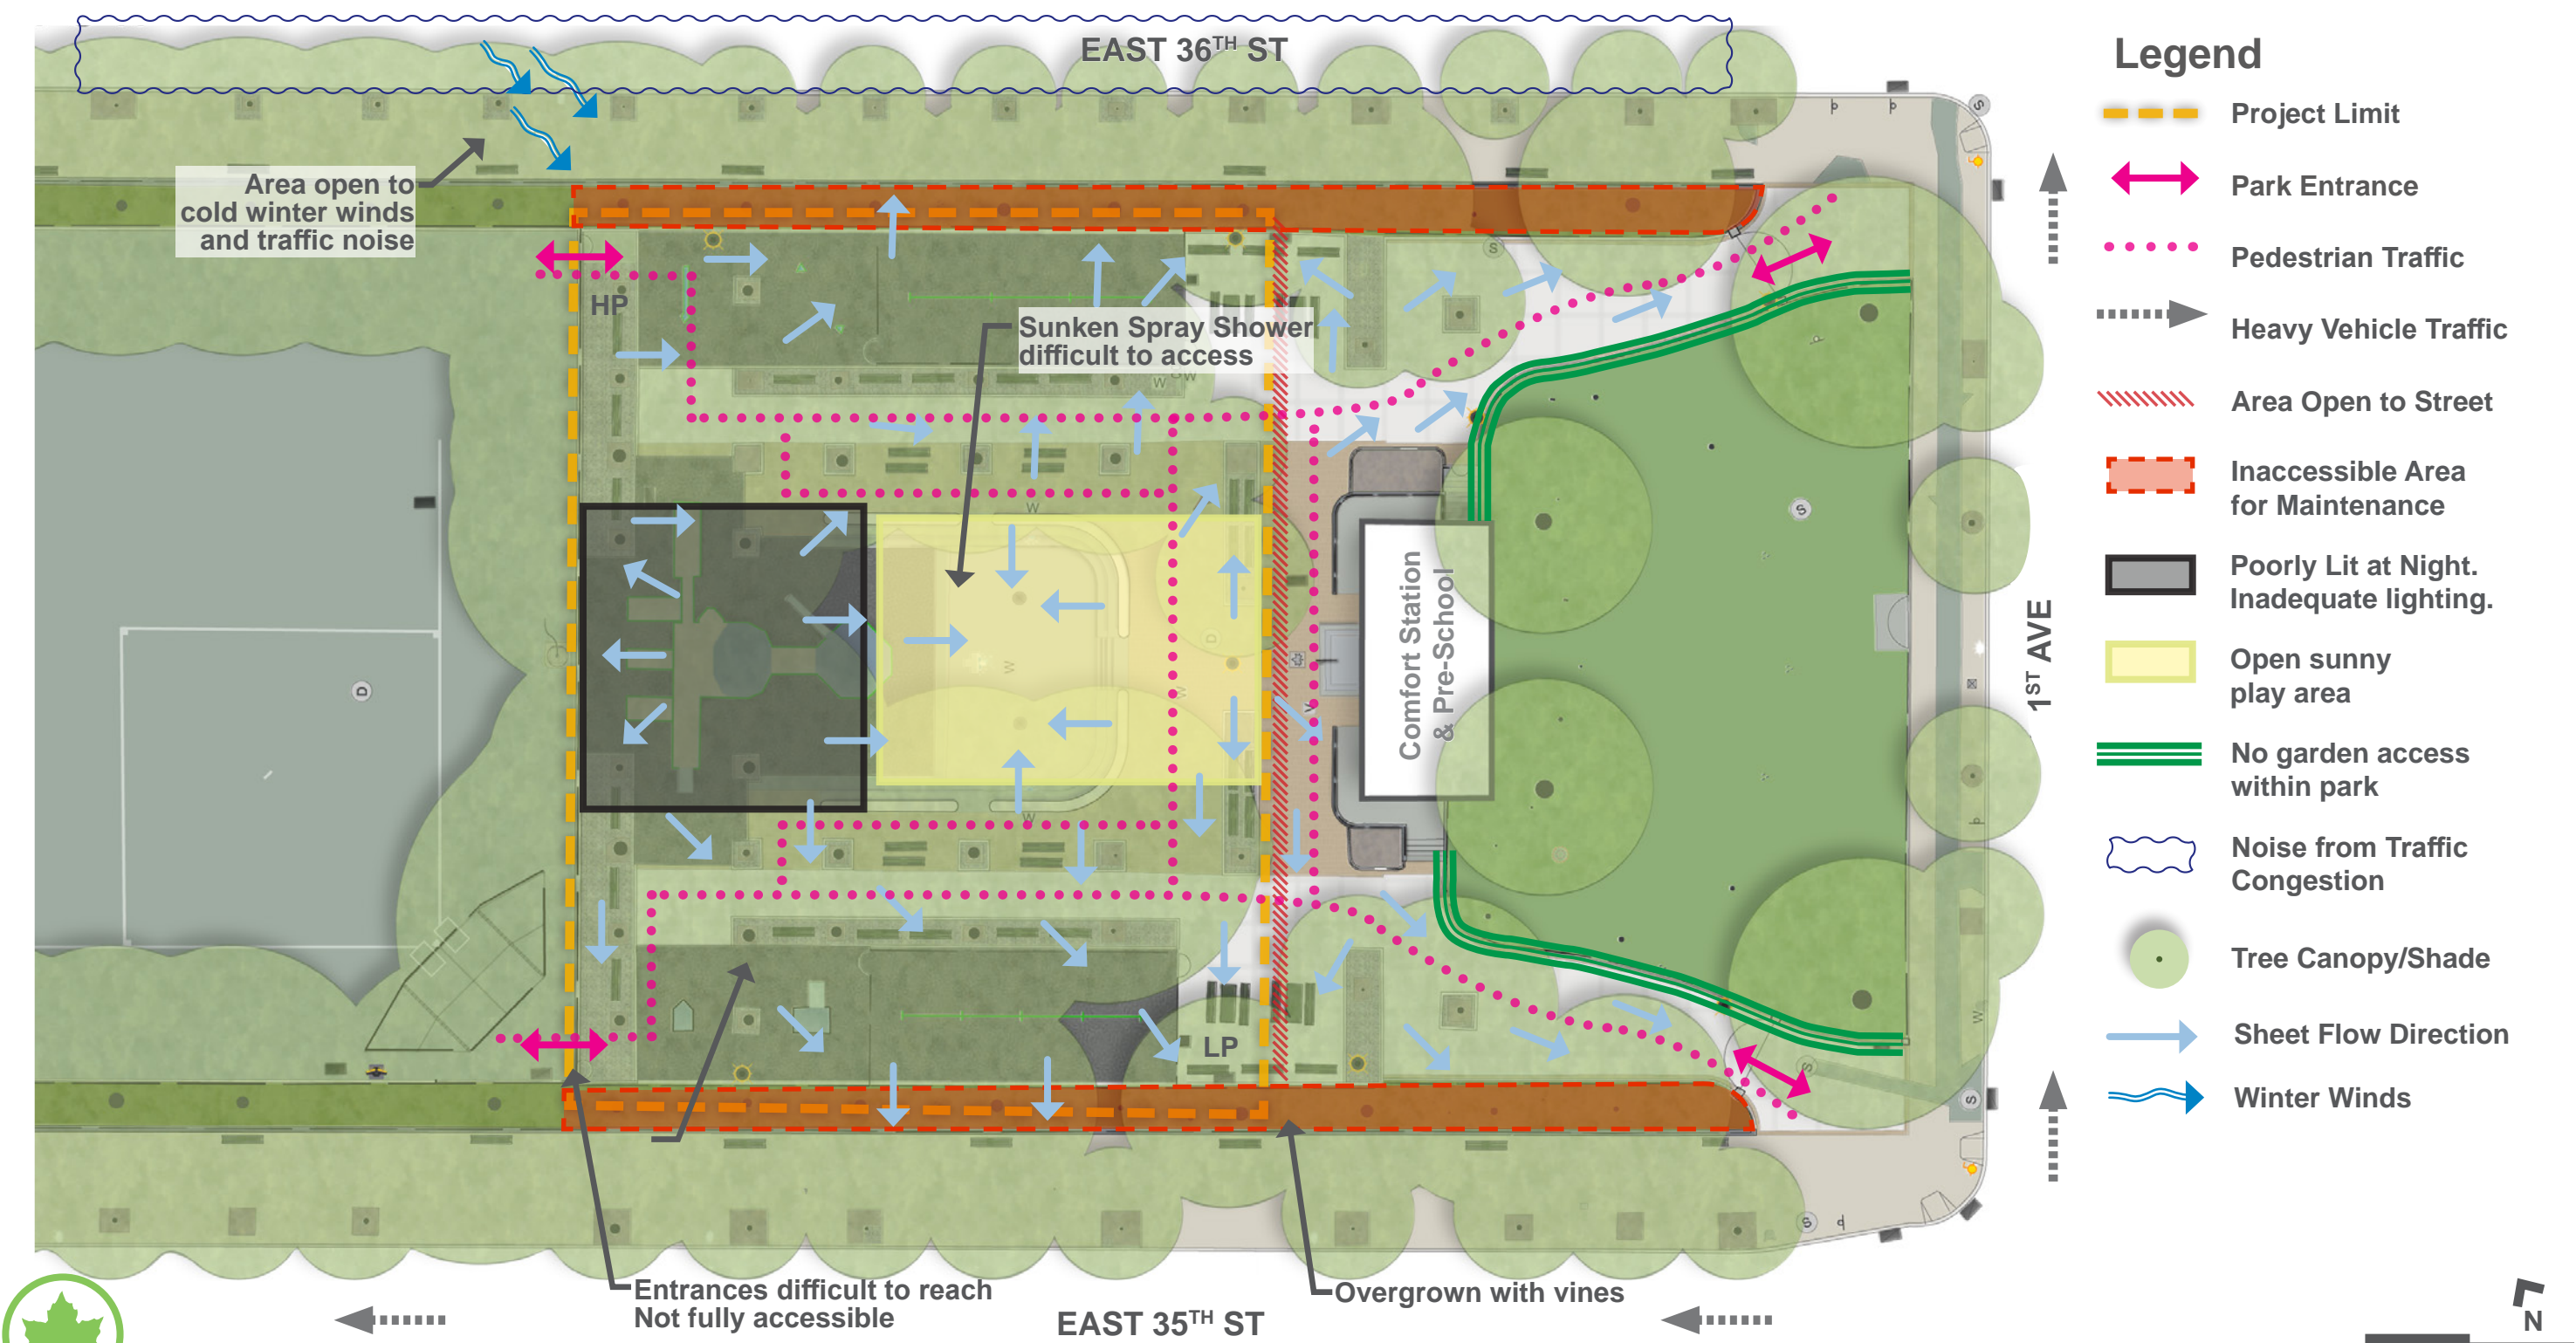 EAST 36TH ST
Area open to
cold winter winds
and traffic noise
HP
Sunken Spray Shower
difficult to access
Comfort Station
& Pre-School
1ST AVE
LP
Entrances difficult to reach
Not fully accessible
Overgrown with vines
EAST 35TH ST
Legend
Project Limit
Park Entrance
Pedestrian Traffic
Heavy Vehicle Traffic
Area Open to Street
Inaccessible Area
for Maintenance
Poorly Lit at Night.
Inadequate lighting.
Open sunny
play area
No garden access
within park
Noise from Traffic
Congestion
Tree Canopy/Shade
Sheet Flow Direction
Winter Winds
N
S
S
S
S
S
S
S
D
D
W
W
W
W
W
W